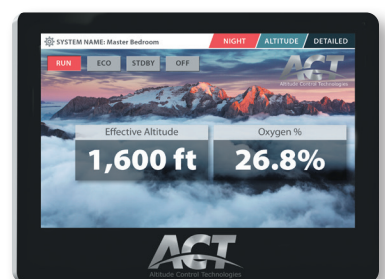 SYSTEM NAME: Master Bedroom
NIGHT ALTITUDE DETAILED
RUN ECO STDBY OFF
ACT
Altitude Control Technologies
Effective Altitude
Oxygen %
1,600 ft
26.8%
ACT
Altitude Control Technologies